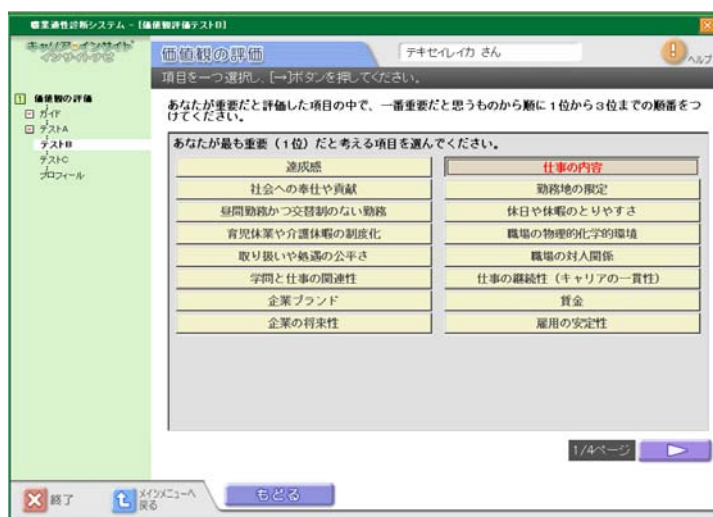 職業適性診断システム - [価値観評価テストB]
キャリア・インサイト
価値観の評価
テキセイレイカ さん
ヘルプ
項目を一つ選択し、[→]ボタンを押してください。
1 価値観の評価
ガイド
テストA
テストB
テストC
プロフィール
あなたが重要だと評価した項目の中で、一番重要だと思うものから順に1位から3位までの順番をつ
けてください。
あなたが最も重要(1位)だと考える項目を選んでください。
達成感
仕事の内容
社会への奉仕や貢献
勤務地の限定
昼間勤務かつ交替制のない勤務
休日や休暇のとりやすさ
育児休業や介護休暇の制度化
職場の物理的化学的環境
取り扱いや処遇の公平さ
職場の対人関係
学問と仕事の関連性
仕事の継続性(キャリアの一貫性)
企業ブランド
賃金
企業の将来性
雇用の安定性
1/4ページ
終了
メインメニューへ
戻る
もどる